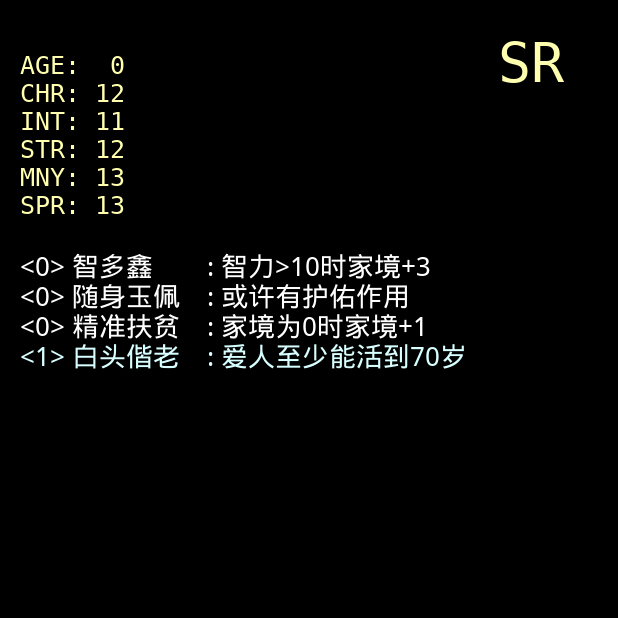 SR
AGE: 0
CHR: 12
INT: 11
STR: 12
MNY: 13
SPR: 13
<0> 智多鑫 : 智力>10时家境+3
<0> 随身玉佩 : 或许有护佑作用
<0> 精准扶贫 : 家境为0时家境+1
<1> 白头偕老 : 爱人至少能活到70岁